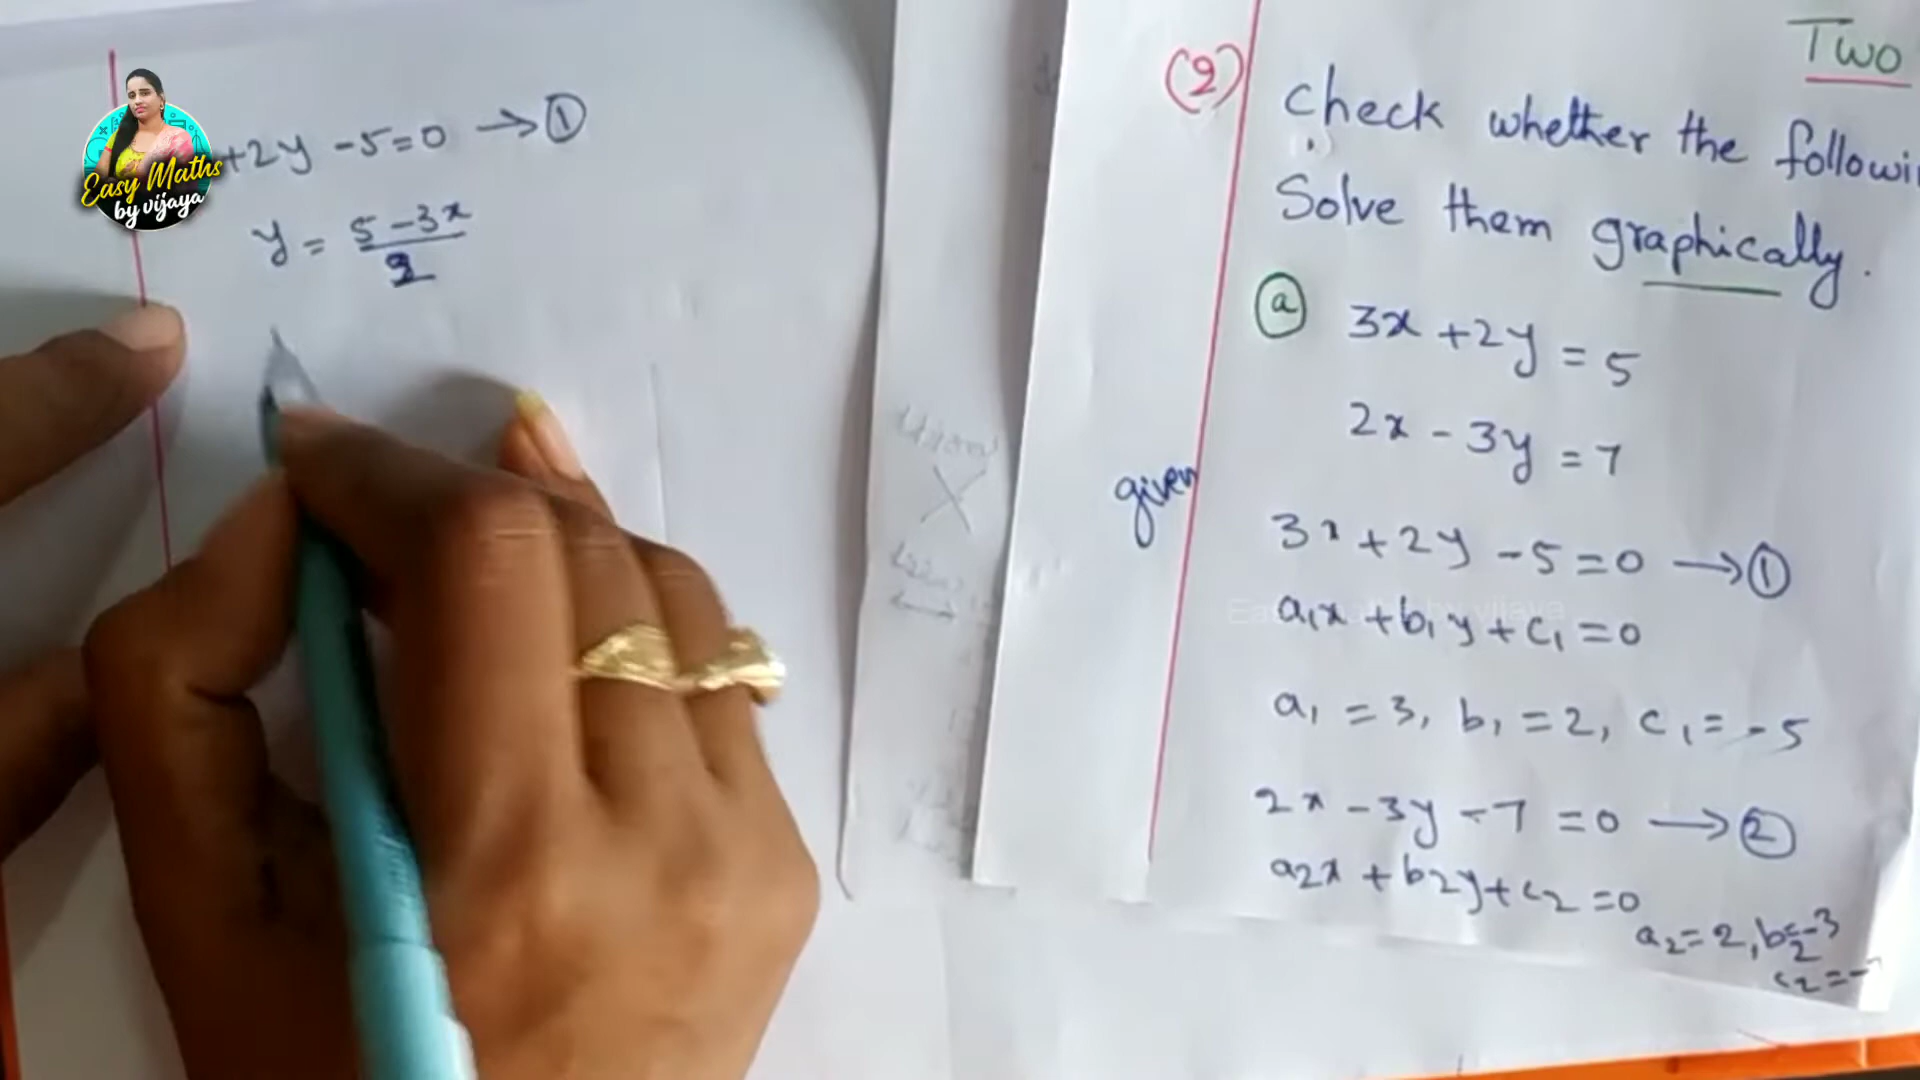 Easy Maths
by vijaya
+2y -5=0 →①
y = 5-3x/2
Two
(2) Check whether the followi
Solve them graphically.
ⓐ 3x +2y = 5
2x - 3y = 7
given
3x +2y -5=0 →①
a₁x +b₁y +c₁=0
a₁ =3, b₁ =2, c₁= -5
2x -3y -7 =0 →②
a₂x +b₂y+c₂ =0
a₂=2, b₂=-3
c₂=-